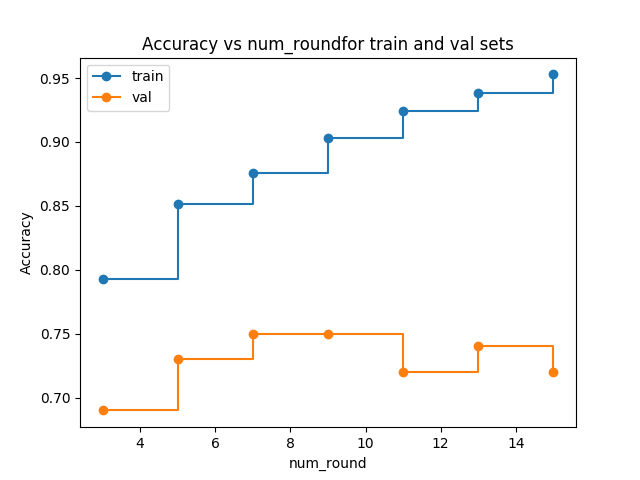 Accuracy vs num_roundfor train and val sets
train
val
0.95
0.90
0.85
0.80
0.75
0.70
Accuracy
4
6
8
10
12
14
num_round